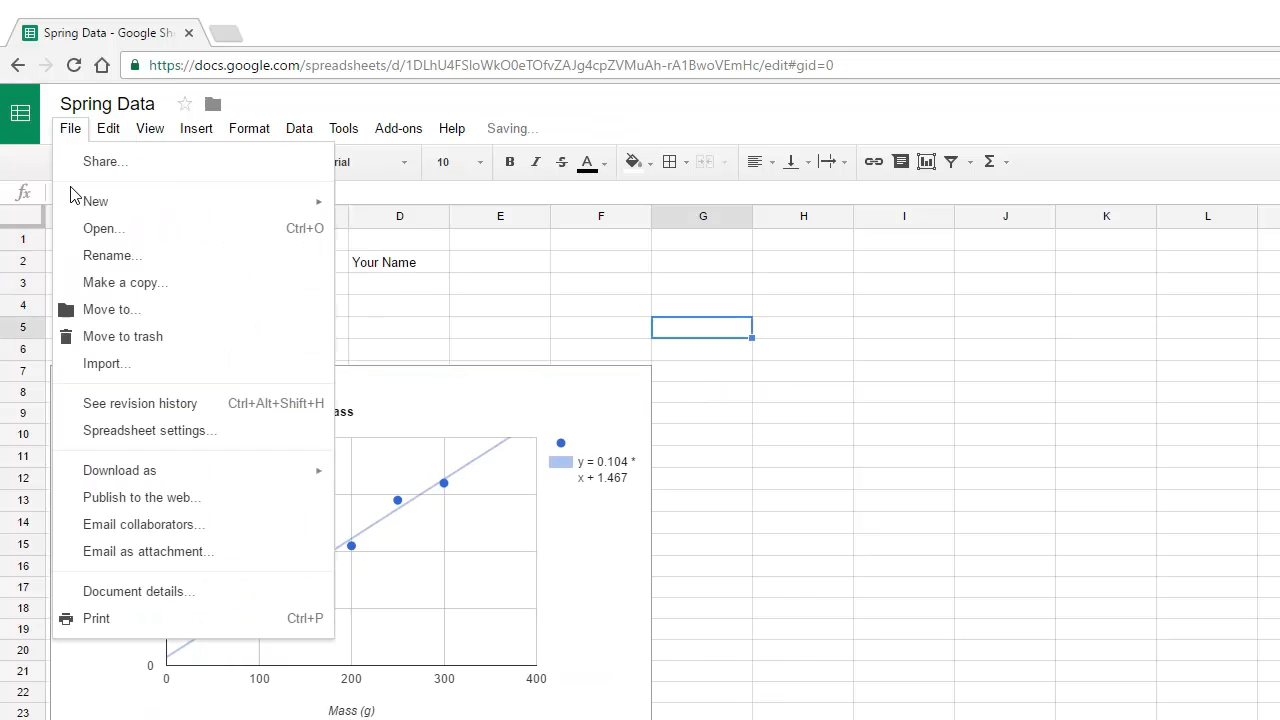 Spring Data - Google She
https://docs.google.com/spreadsheets/d/1DLhU4FSloWkO0eTOfvZAJg4cpZVMuAh-rA1BwoVEmHc/edit#gid=0
Spring Data
File Edit View Insert Format Data Tools Add-ons Help Saving...
Share...
rial 10 B I S A Σ
fx
New
Open... Ctrl+O
Rename...
Make a copy...
Move to...
Move to trash
Import...
See revision history Ctrl+Alt+Shift+H
Spreadsheet settings...
Download as
Publish to the web...
Email collaborators...
Email as attachment...
Document details...
Print Ctrl+P
D E F G H I J K L
1
2 Your Name
3
4
5
6
7
8
9 ass
10
11 y = 0.104 *
12 x + 1.467
13
14
15
16
17
18
19
20
21 0
22 0 100 200 300 400
23 Mass (g)